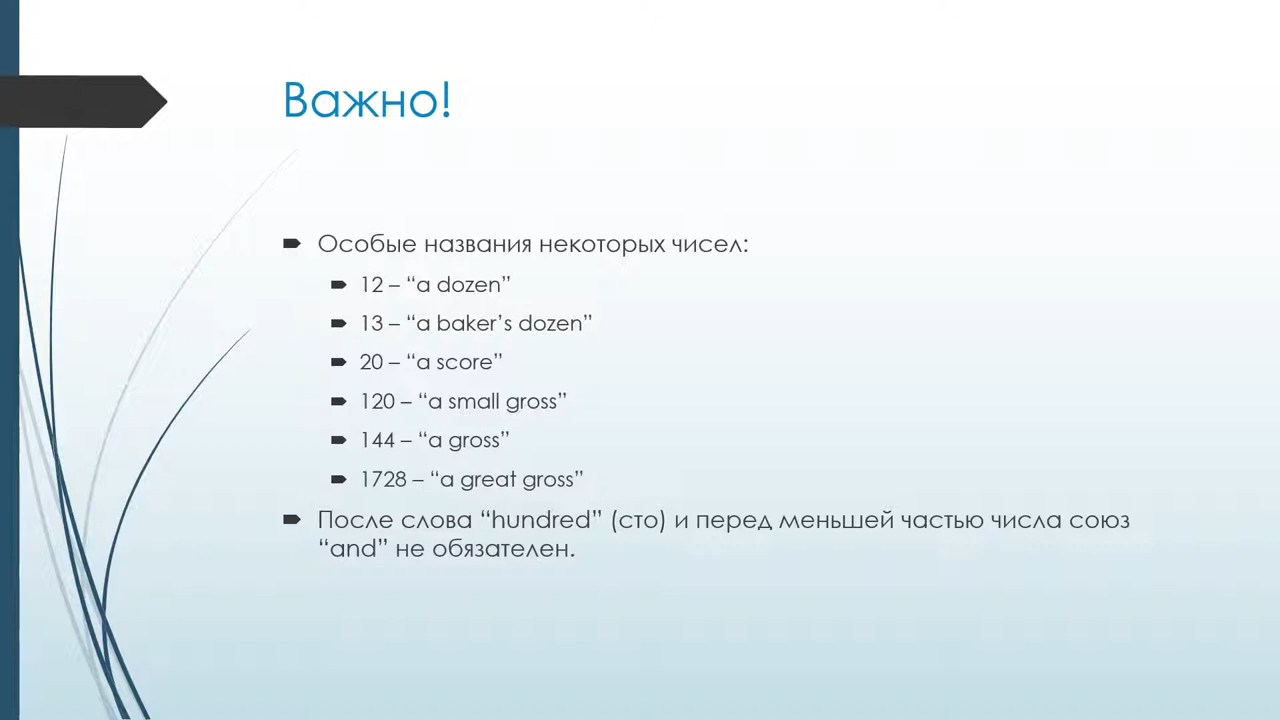 Важно!
Особые названия некоторых чисел:
12 – “a dozen”
13 – “a baker’s dozen”
20 – “a score”
120 – “a small gross”
144 – “a gross”
1728 – “a great gross”
После слова “hundred” (сто) и перед меньшей частью числа союз
“and” не обязателен.